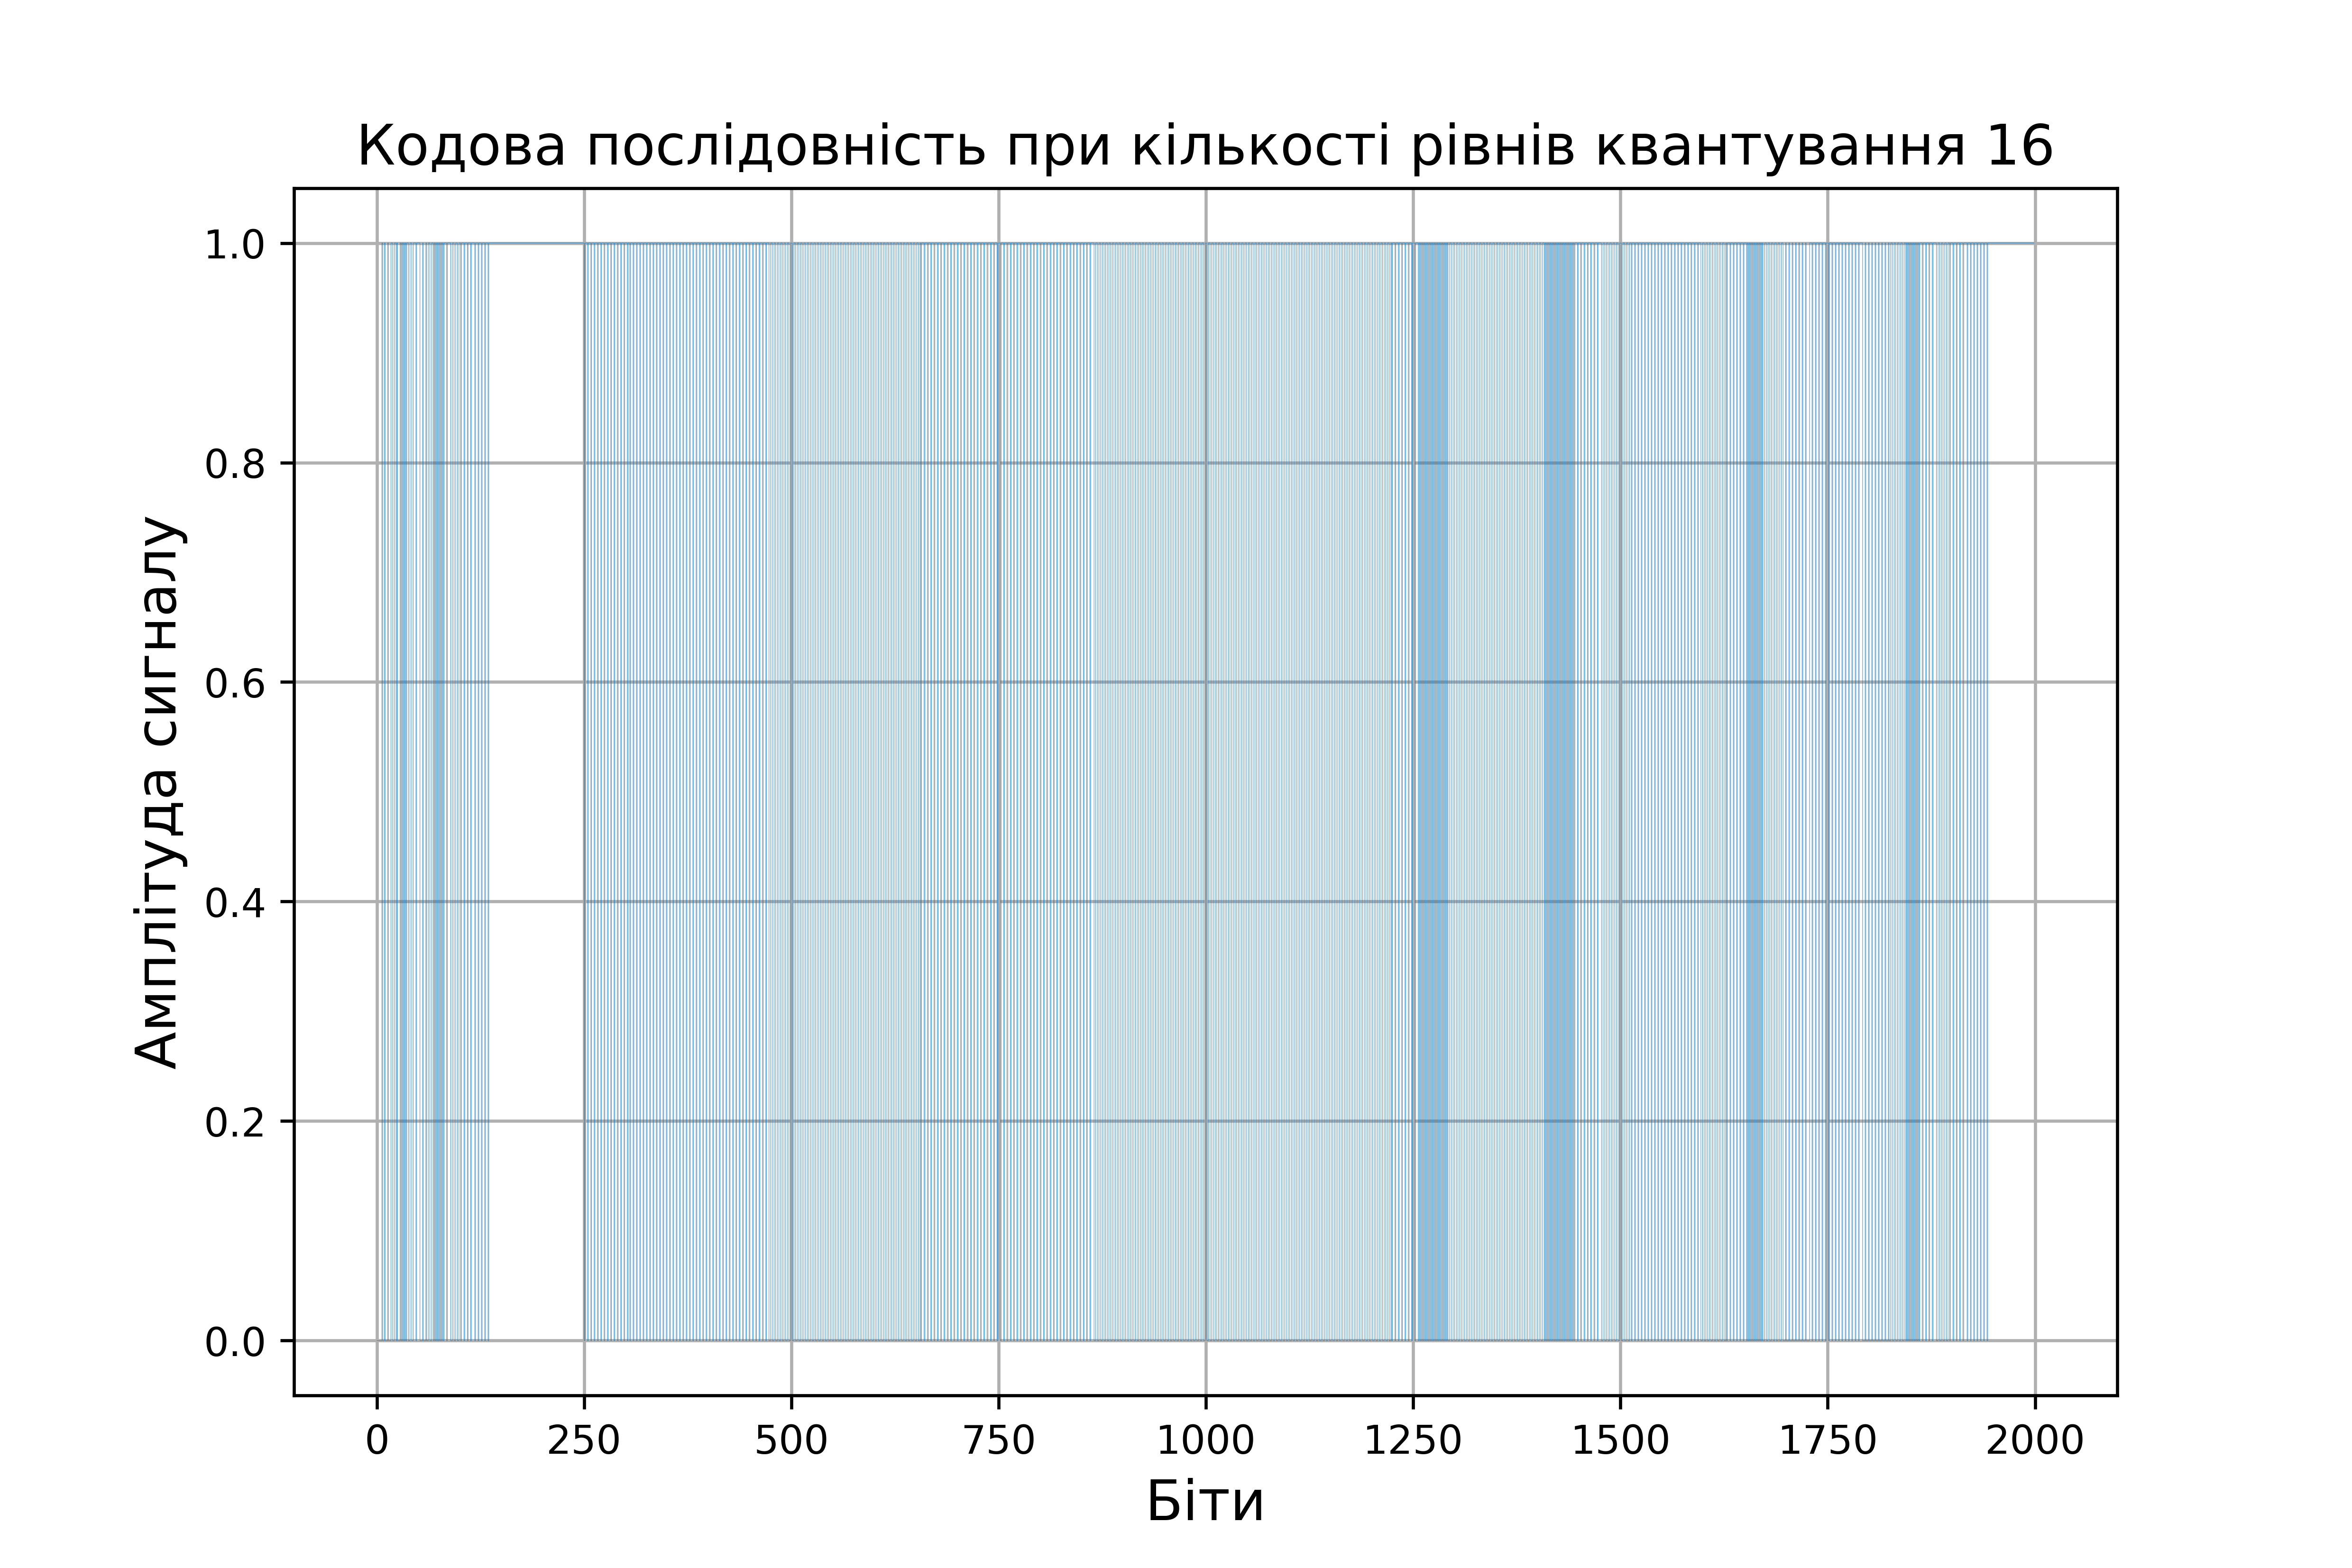 Кодова послідовність при кількості рівнів квантування 16
Амплітуда сигналу
1.0
0.8
0.6
0.4
0.2
0.0
0 250 500 750 1000 1250 1500 1750 2000
Біти